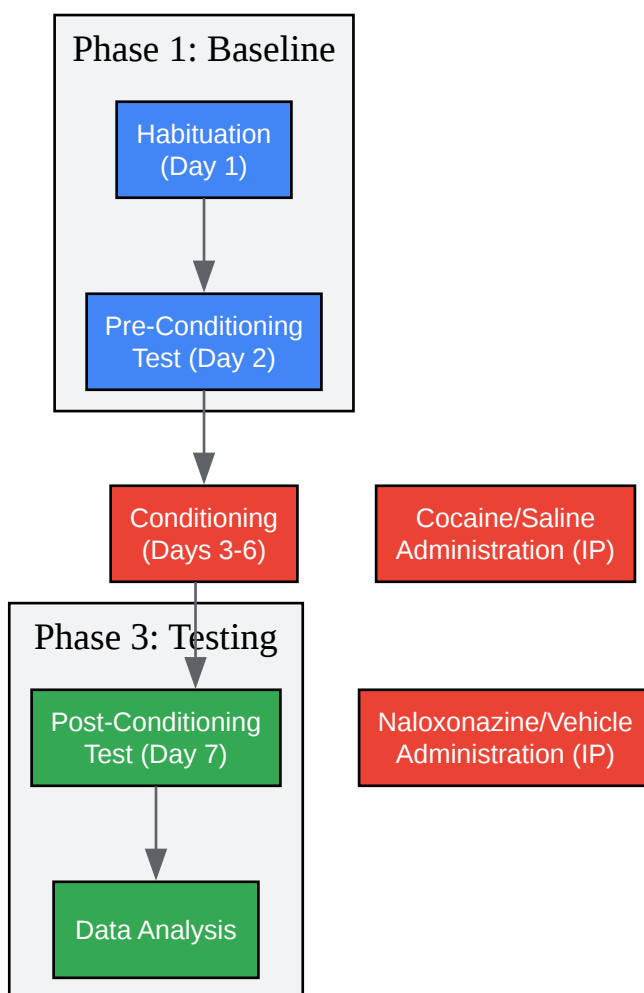 Phase 1: Baseline
Habituation
(Day 1)
Pre-Conditioning
Test (Day 2)
Conditioning
(Days 3-6)
Cocaine/Saline
Administration (IP)
Phase 3: Testing
Post-Conditioning
Test (Day 7)
Naloxonazine/Vehicle
Administration (IP)
Data Analysis